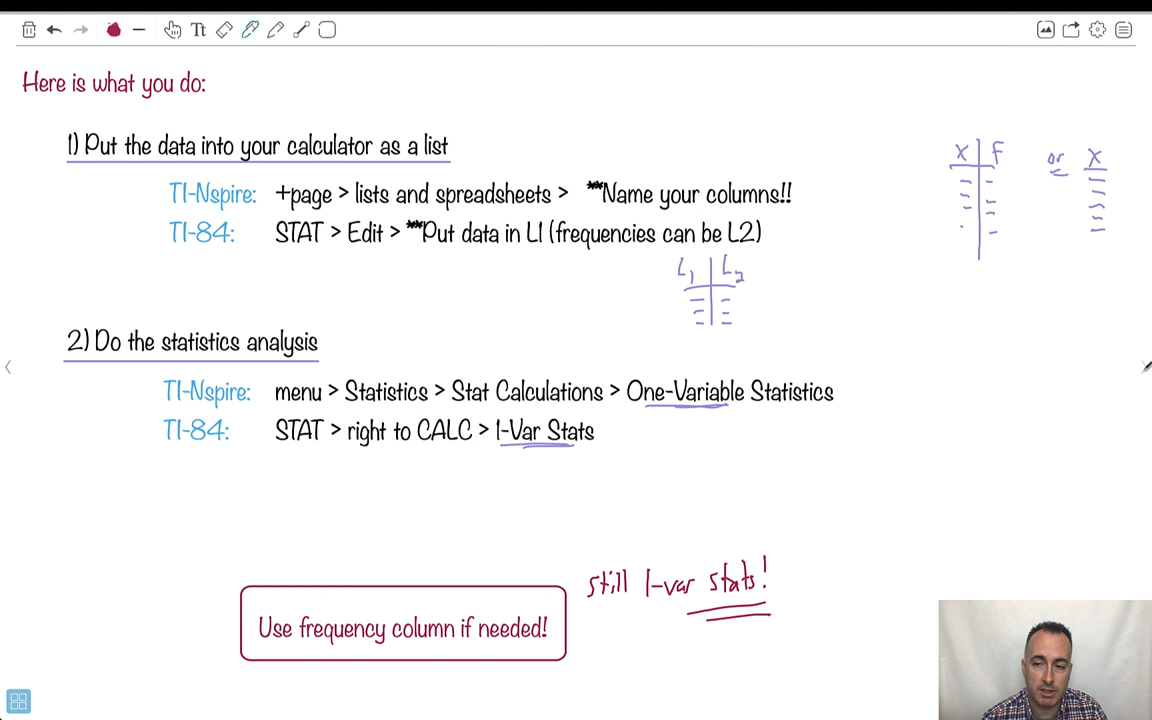 Tt
Here is what you do:
1) Put the data into your calculator as a list
TI-Nspire: +page > lists and spreadsheets > ***Name your columns!!
TI-84: STAT > Edit > ***Put data in L1 (frequencies can be L2)
X F or X
L1 L2
2) Do the statistics analysis
TI-Nspire: menu > Statistics > Stat Calculations > One-Variable Statistics
TI-84: STAT > right to CALC > 1-Var Stats
still 1-var stats!
Use frequency column if needed!